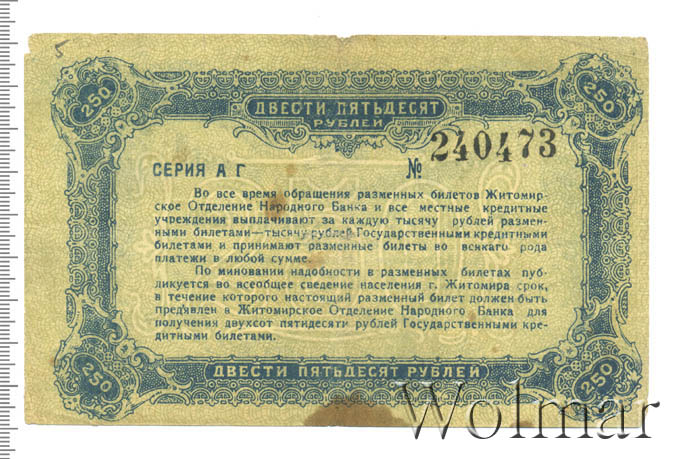 5
250
250
ДВЕСТИ ПЯТЬДЕСЯТ
РУБЛЕЙ
СЕРИЯ А Г № 240473
Во все время обращения разменных билетов Житомир-
ское Отделение Народного Банка и все местные кредитные
учреждения выплачивают за каждую тысячу рублей размен-
ными билетами—тысячу рублей Государственными кредитными
билетами и принимают разменные билеты во всякаго рода
платежи в любой сумме.
По миновании надобности в разменных билетах пуб-
ликуется во всеобщее сведение населения г. Житомира срок,
в течение которого настоящий разменный билет должен быть
предъявлен в Житомирское Отделение Народного Банка для
получения двухсот пятидесяти рублей Государственными кре-
дитными билетами.
ДВЕСТИ ПЯТЬДЕСЯТ РУБЛЕЙ
250
250
Wolmar